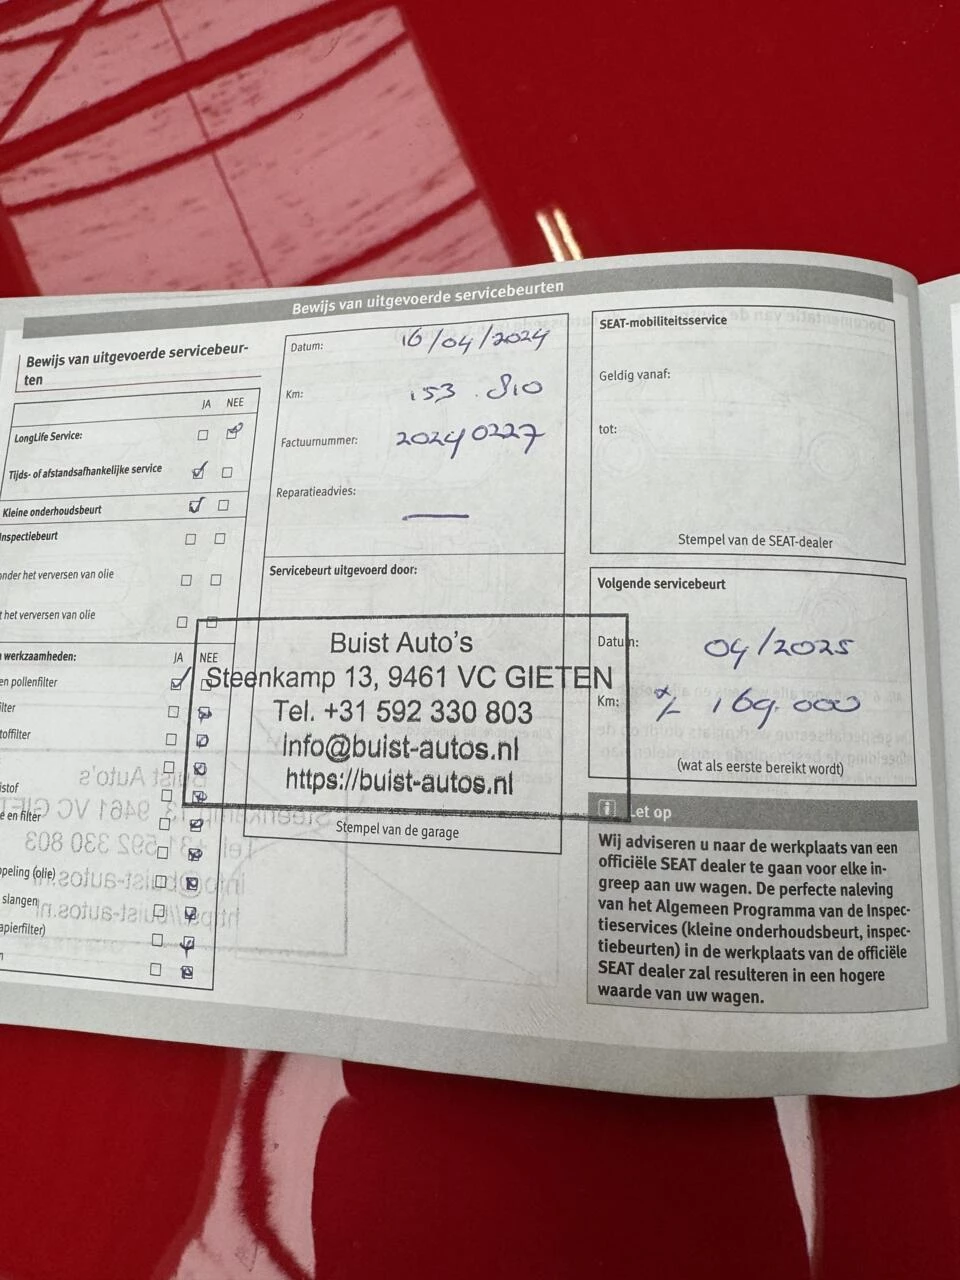 Bewijs van uitgevoerde servicebeurten
Bewijs van uitgevoerde servicebeur-
ten
JA NEE
LongLife Service:
Tijds- of afstandsafhankelijke service
Kleine onderhoudsbeurt
Inspectiebeurt
onder het verversen van olie
t het verversen van olie
werkzaamheden: JA NEE
en pollenfilter
lter
toffilter
istof
e en filter
ppeling (olie)
slangen
apierfilter)
Datum: 16/04/2024
Km: 153.810
Factuurnummer: 20240227
Reparatieadvies: —
Servicebeurt uitgevoerd door:
Buist Auto's
Steenkamp 13, 9461 VC GIETEN
Tel. +31 592 330 803
info@buist-autos.nl
https://buist-autos.nl
Stempel van de garage
SEAT-mobiliteitsservice
Geldig vanaf:
tot:
Stempel van de SEAT-dealer
Volgende servicebeurt
Datum: 04/2025
Km: 169.000
(wat als eerste bereikt wordt)
i Let op
Wij adviseren u naar de werkplaats van een
officiële SEAT dealer te gaan voor elke in-
greep aan uw wagen. De perfecte naleving
van het Algemeen Programma van de Inspec-
tieservices (kleine onderhoudsbeurt, inspec-
tiebeurten) in de werkplaats van de officiële
SEAT dealer zal resulteren in een hogere
waarde van uw wagen.